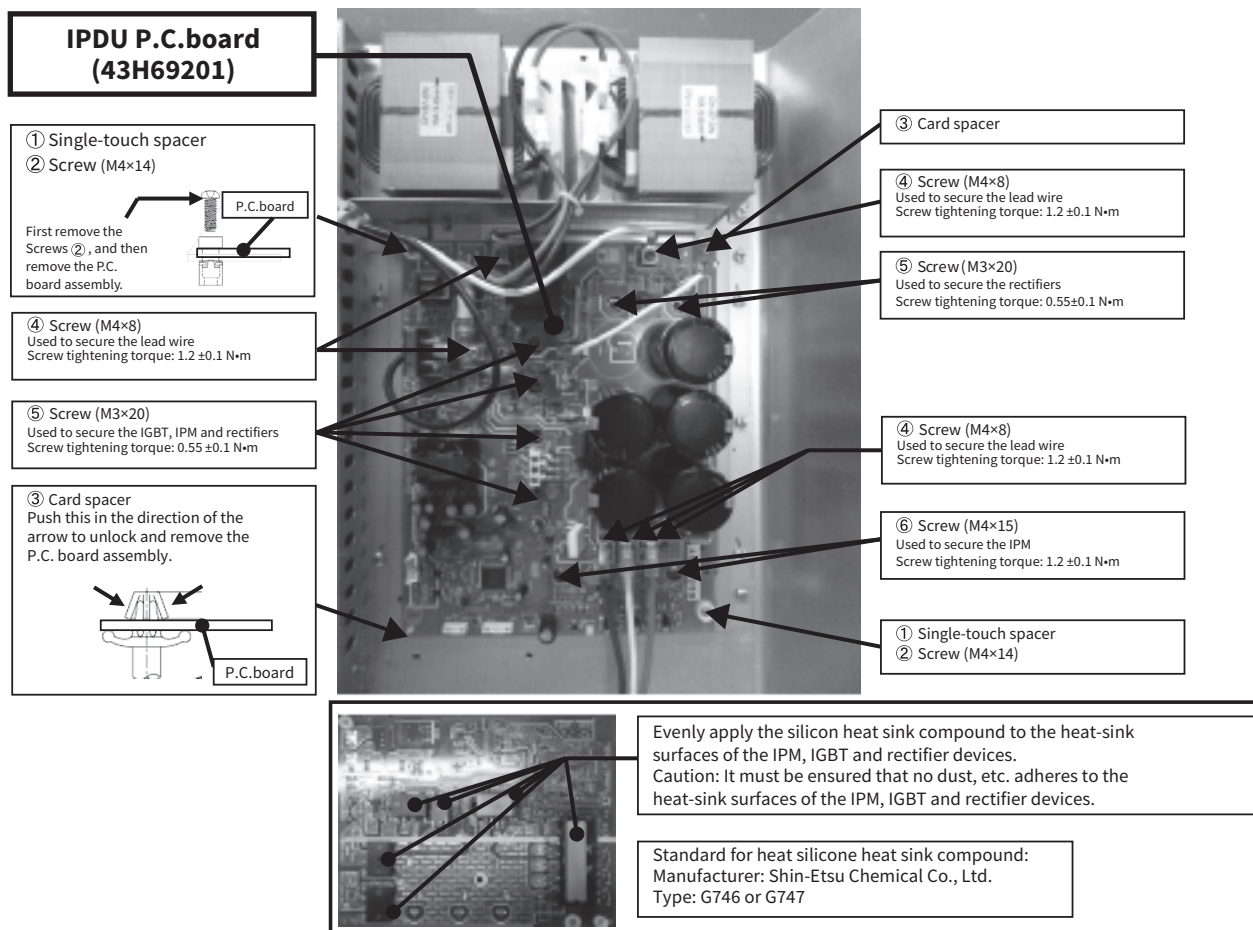 IPDU P.C.board
(43H69201)
① Single-touch spacer
② Screw (M4×14)
P.C.board
First remove the
Screws ②, and then
remove the P.C.
board assembly.
④ Screw (M4×8)
Used to secure the lead wire
Screw tightening torque: 1.2 ±0.1 N•m
⑤ Screw (M3×20)
Used to secure the IGBT, IPM and rectifiers
Screw tightening torque: 0.55 ±0.1 N•m
③ Card spacer
Push this in the direction of the
arrow to unlock and remove the
P.C. board assembly.
P.C.board
③ Card spacer
④ Screw (M4×8)
Used to secure the lead wire
Screw tightening torque: 1.2 ±0.1 N•m
⑤ Screw (M3×20)
Used to secure the rectifiers
Screw tightening torque: 0.55±0.1 N•m
④ Screw (M4×8)
Used to secure the lead wire
Screw tightening torque: 1.2 ±0.1 N•m
⑥ Screw (M4×15)
Used to secure the IPM
Screw tightening torque: 1.2 ±0.1 N•m
① Single-touch spacer
② Screw (M4×14)
Evenly apply the silicon heat sink compound to the heat-sink
surfaces of the IPM, IGBT and rectifier devices.
Caution: It must be ensured that no dust, etc. adheres to the
heat-sink surfaces of the IPM, IGBT and rectifier devices.
Standard for heat silicone heat sink compound:
Manufacturer: Shin-Etsu Chemical Co., Ltd.
Type: G746 or G747